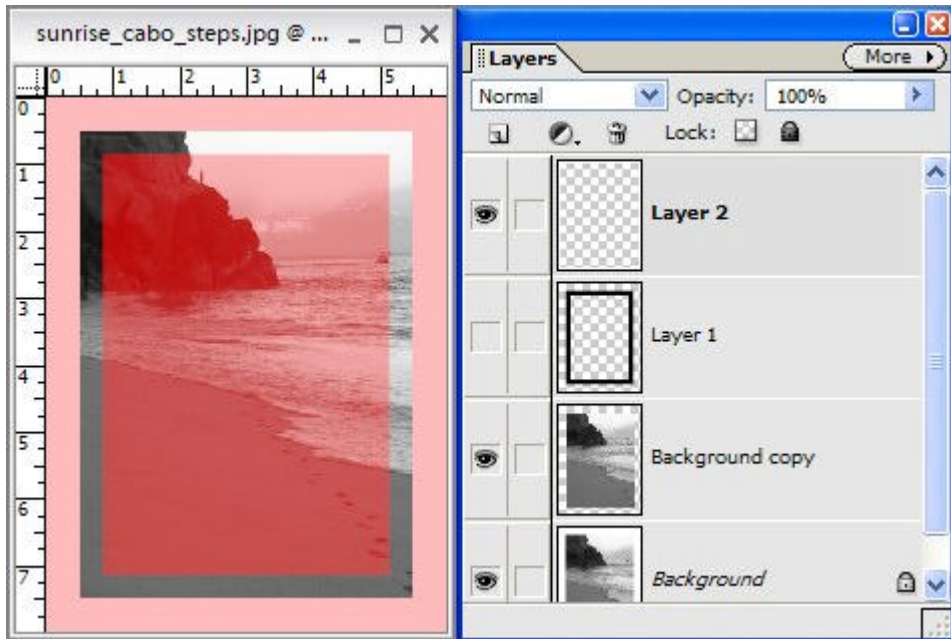 sunrise_cabo_steps.jpg @ ...
0 1 2 3 4 5
0
1
2
3
4
5
6
7
Layers
More
Normal Opacity: 100%
Lock:
Layer 2
Layer 1
Background copy
Background